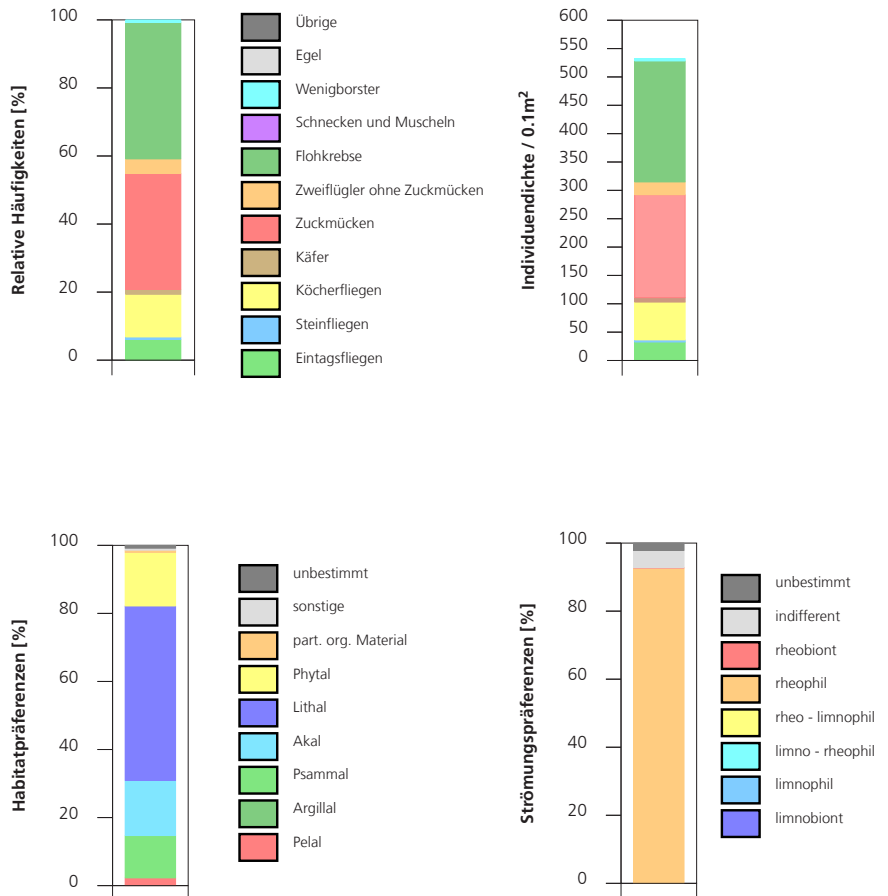 Relative Häufigkeiten [%]
100
80
60
40
20
0
Übrige
Egel
Wenigborster
Schnecken und Muscheln
Flohkrebse
Zweiflügler ohne Zuckmücken
Zuckmücken
Käfer
Köcherfliegen
Steinfliegen
Eintagsfliegen
Individuendichte / 0.1m²
600
550
500
450
400
350
300
250
200
150
100
50
0
Habitatpräferenzen [%]
100
80
60
40
20
0
unbestimmt
sonstige
part. org. Material
Phytal
Lithal
Akal
Psammal
Argillal
Pelal
Strömungspräferenzen [%]
100
80
60
40
20
0
unbestimmt
indifferent
rheobiont
rheophil
rheo - limnophil
limno - rheophil
limnophil
limnobiont